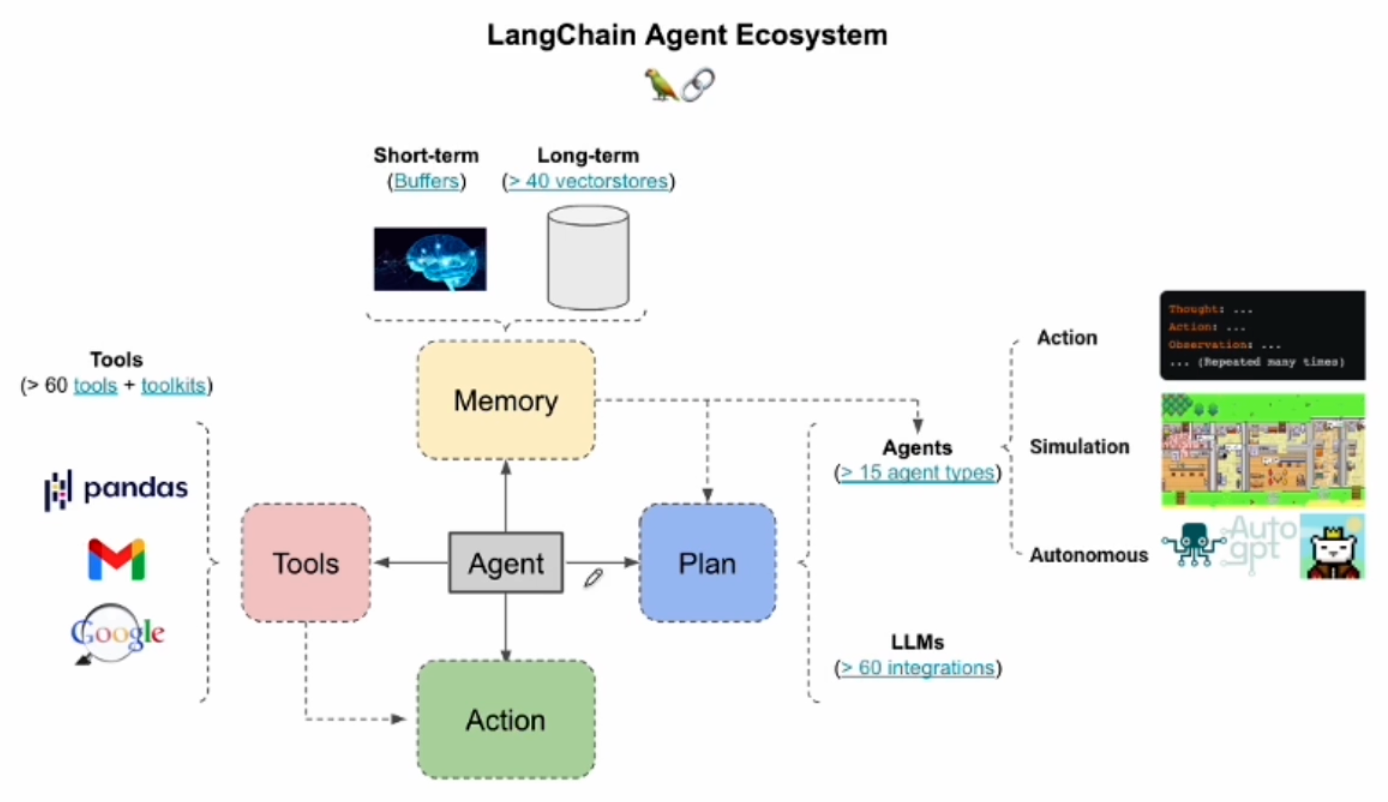 LangChain Agent Ecosystem
Short-term
(Buffers)
Long-term
(> 40 vectorstores)
Memory
Tools
(> 60 tools + toolkits)
pandas
Google
Tools
Agent
Plan
Action
Agents
(> 15 agent types)
LLMs
(> 60 integrations)
Action
Thought: ...
Action: ...
Observation: ...
... (Repeated many times)
Simulation
Autonomous
Auto
gpt